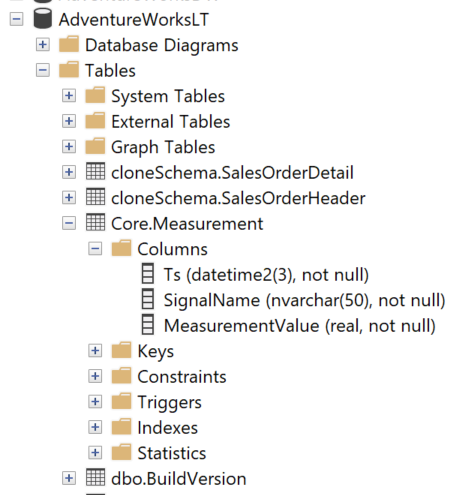 AdventureWorksLT
Database Diagrams
Tables
System Tables
External Tables
Graph Tables
cloneSchema.SalesOrderDetail
cloneSchema.SalesOrderHeader
Core.Measurement
Columns
Ts (datetime2(3), not null)
SignalName (nvarchar(50), not null)
MeasurementValue (real, not null)
Keys
Constraints
Triggers
Indexes
Statistics
dbo.BuildVersion